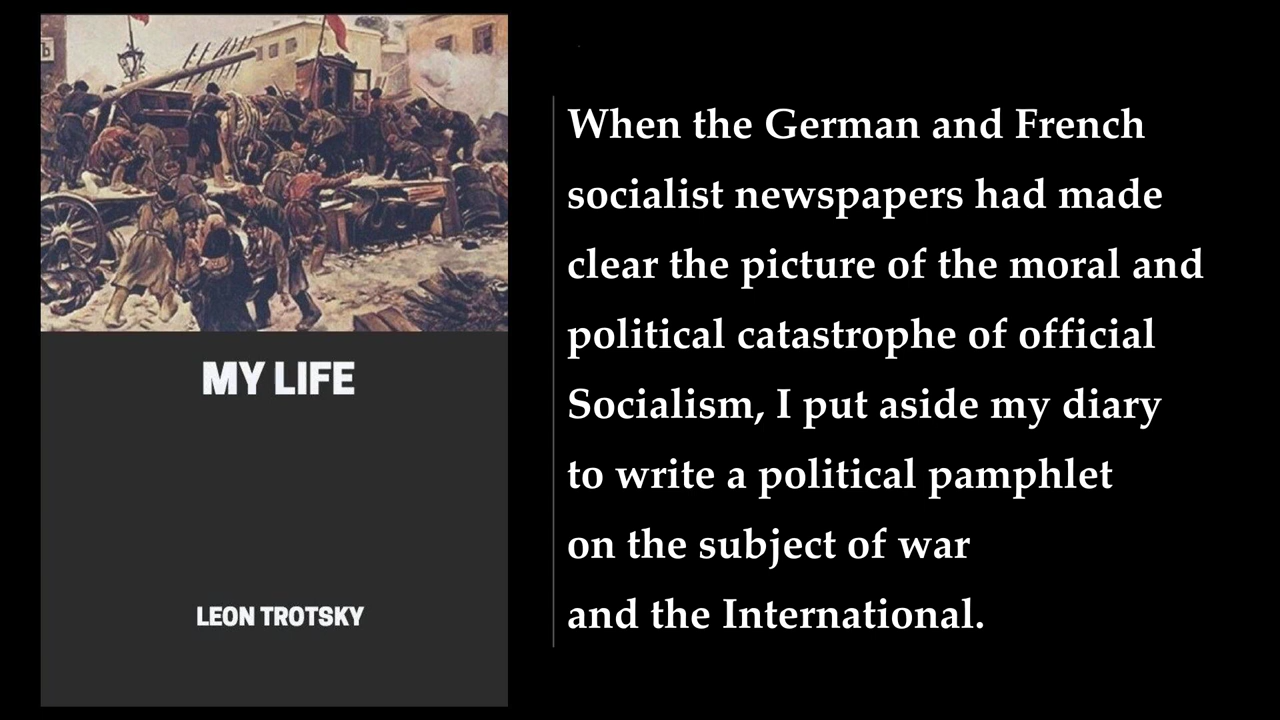 MY LIFE
LEON TROTSKY
When the German and French
socialist newspapers had made
clear the picture of the moral and
political catastrophe of official
Socialism, I put aside my diary
to write a political pamphlet
on the subject of war
and the International.